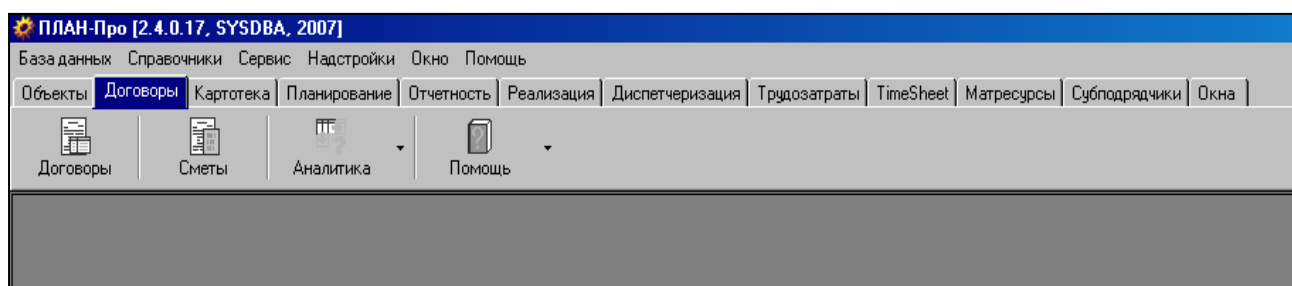 ПЛАН-Про [2.4.0.17, SYSDBA, 2007]
База данных Справочники Сервис Надстройки Окно Помощь
Объекты Договоры Картотека Планирование Отчетность Реализация Диспетчеризация Трудозатраты TimeSheet Матресурсы Субподрядчики Окна
Договоры Сметы Аналитика Помощь